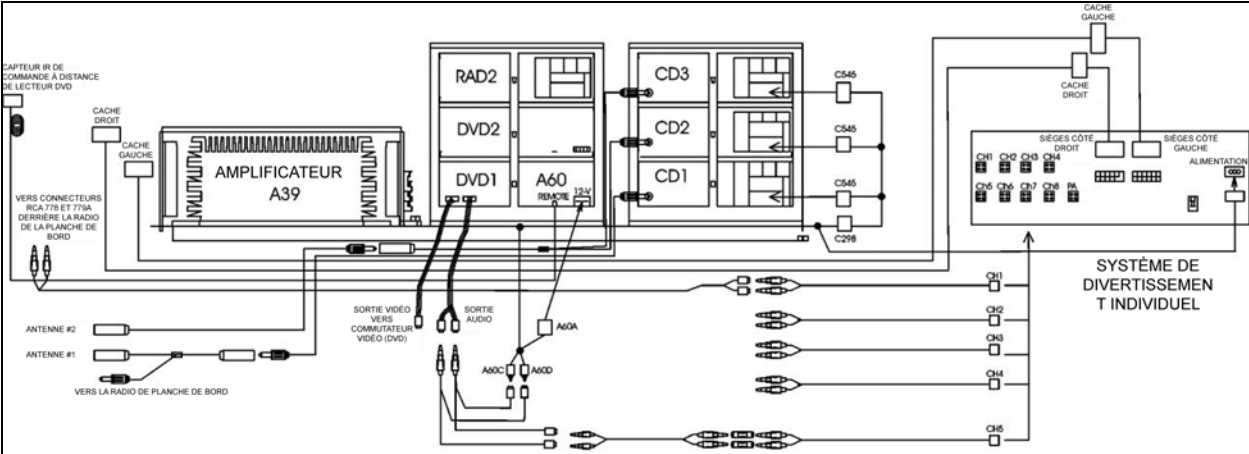 CAPTEUR IR DE
COMMANDE À DISTANCE
DE LECTEUR DVD
CACHE
DROIT
CACHE
GAUCHE
AMPLIFICATEUR
A39
VERS CONNECTEURS
RCA 778 ET 779A
DERRIÈRE LA RADIO
DE LA PLANCHE DE
BORD
RAD2
DVD2
DVD1
A60
REMOTE
12-V
CD3
CD2
CD1
C545
C545
C545
C298
CACHE
GAUCHE
CACHE
DROIT
SIÈGES CÔTÉ
DROIT
SIÈGES CÔTÉ
GAUCHE
ALIMENTATION
CH1 CH2 CH3 CH4
Ch5 Ch6 Ch7 Ch8 PA
SYSTÈME DE
DIVERTISSEMEN
T INDIVIDUEL
ANTENNE #2
ANTENNE #1
VERS LA RADIO DE PLANCHE DE BORD
SORTIE VIDÉO
VERS
COMMUTATEUR
VIDÉO (DVD)
SORTIE
AUDIO
A60A
A60C
A60D
CH1
CH2
CH3
CH4
CH5